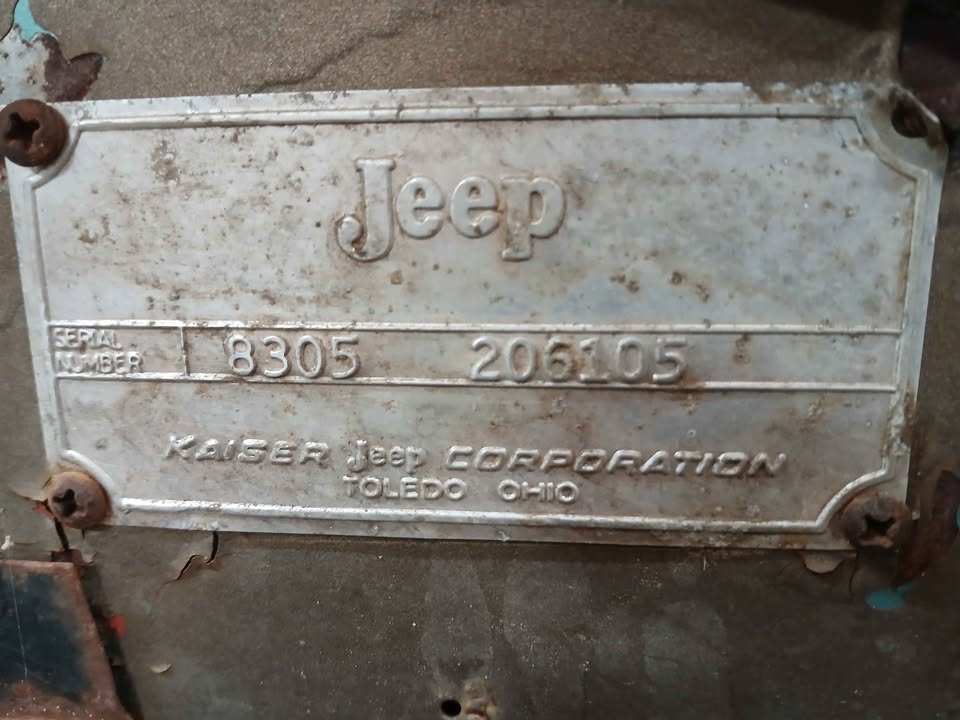 Jeep
SERIAL
NUMBER
8305 206105
KAISER Jeep CORPORATION
TOLEDO OHIO